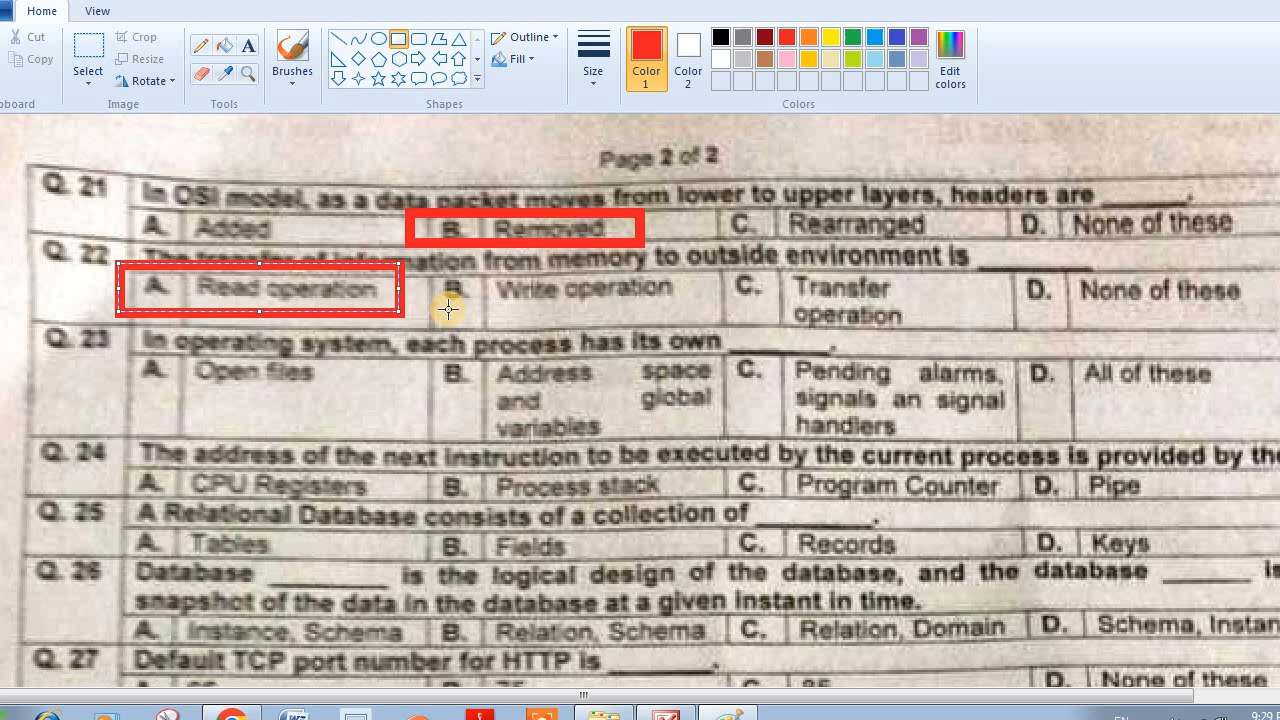 Home View
Cut
Copy
Select
Crop
Resize
Rotate
A
Brushes
Outline
Fill
Size
Color 1
Color 2
Edit colors
Image
Tools
Shapes
Colors
Page 2 of 2
Q. 21 In OSI model, as a data packet moves from lower to upper layers, headers are ______.
A. Added B. Removed C. Rearranged D. None of these
Q. 22 The transfer of information from memory to outside environment is ______
A. Read operation B. Write operation C. Transfer operation D. None of these
Q. 23 In operating system, each process has its own ______.
A. Open files B. Address space and global variables C. Pending alarms, signals an signal handlers D. All of these
Q. 24 The address of the next instruction to be executed by the current process is provided by the
A. CPU Registers B. Process stack C. Program Counter D. Pipe
Q. 25 A Relational Database consists of a collection of ______.
A. Tables B. Fields C. Records D. Keys
Q. 26 Database ______ is the logical design of the database, and the database ______ is
snapshot of the data in the database at a given instant in time.
A. Instance, Schema B. Relation, Schema C. Relation, Domain D. Schema, Instan
Q. 27 Default TCP port number for HTTP is ______.
D. None of these
EN